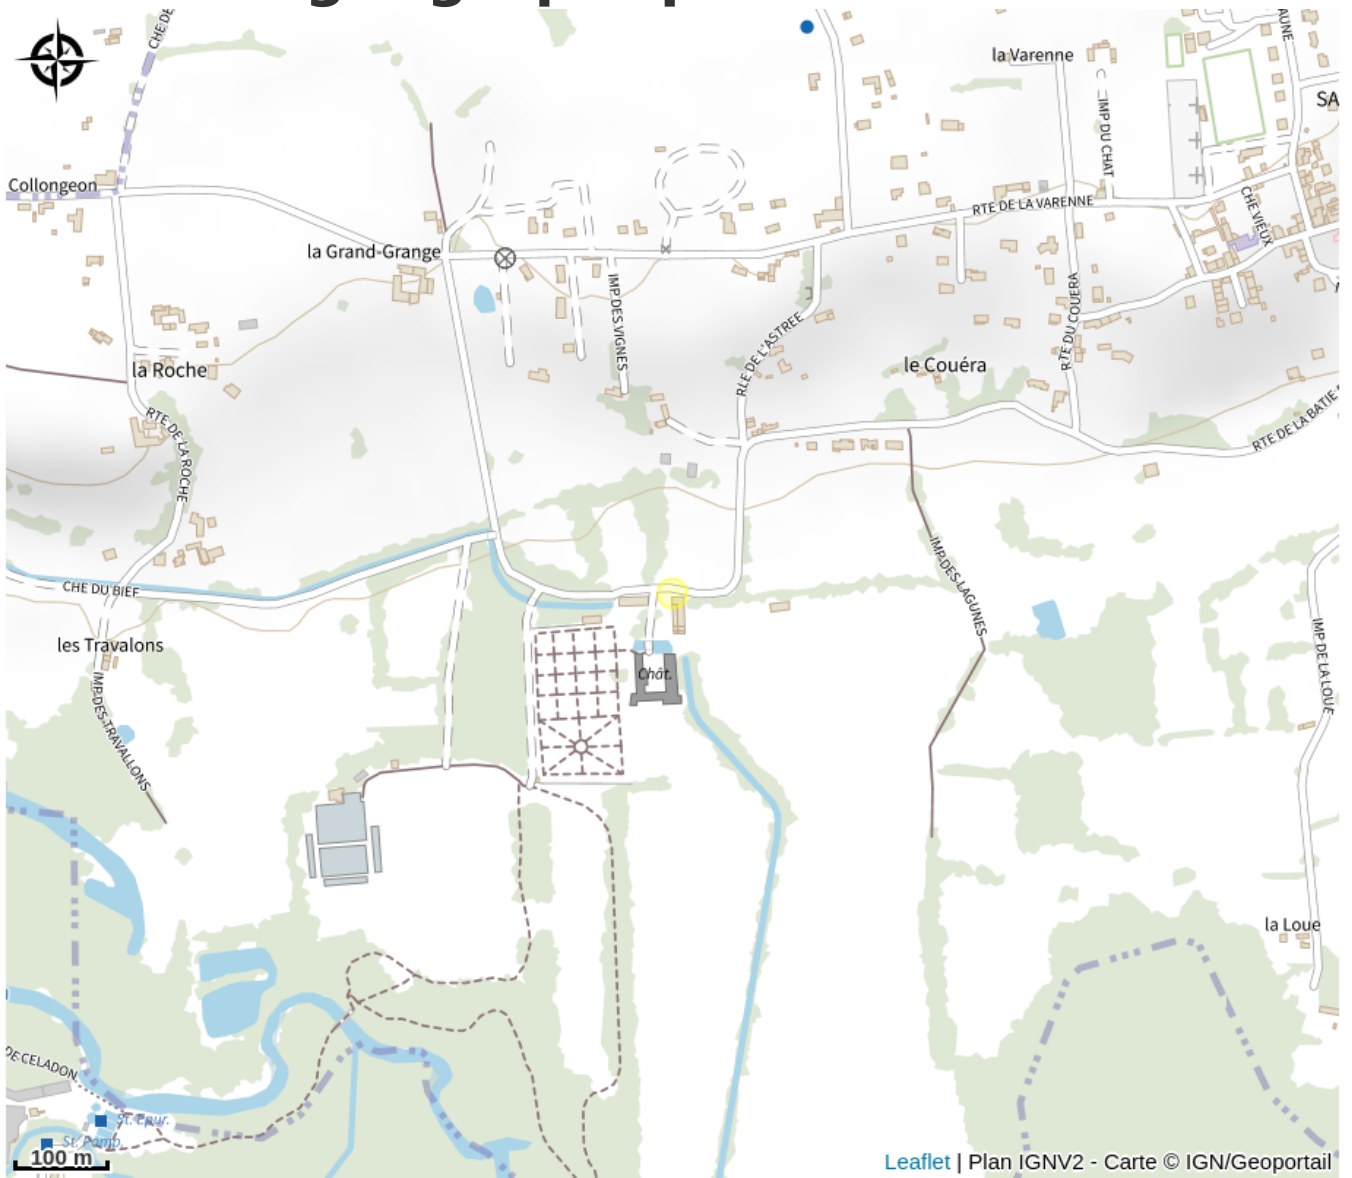 CHE DE
la Varenne
AUNE
SA
IMP DU CHAT
Collongeon
RTE DE LA VARENNE
CHE VIEUX
la Grand-Grange
IMP DES VIGNES
RTE DU COUERA
RLE DE L'ASTREE
la Roche
le Couéra
RTE DE LA ROCHE
RTE DE LA BATIE
IMP DES LAGUNES
CHE DU BIEF
les Travalons
IMP DE LA LOUE
Chât.
IMP DES TRAVALLONS
la Loue
DE CELADON
St. Epur.
St. Pomp.
100 m
Leaflet | Plan IGNV2 - Carte © IGN/Geoportail